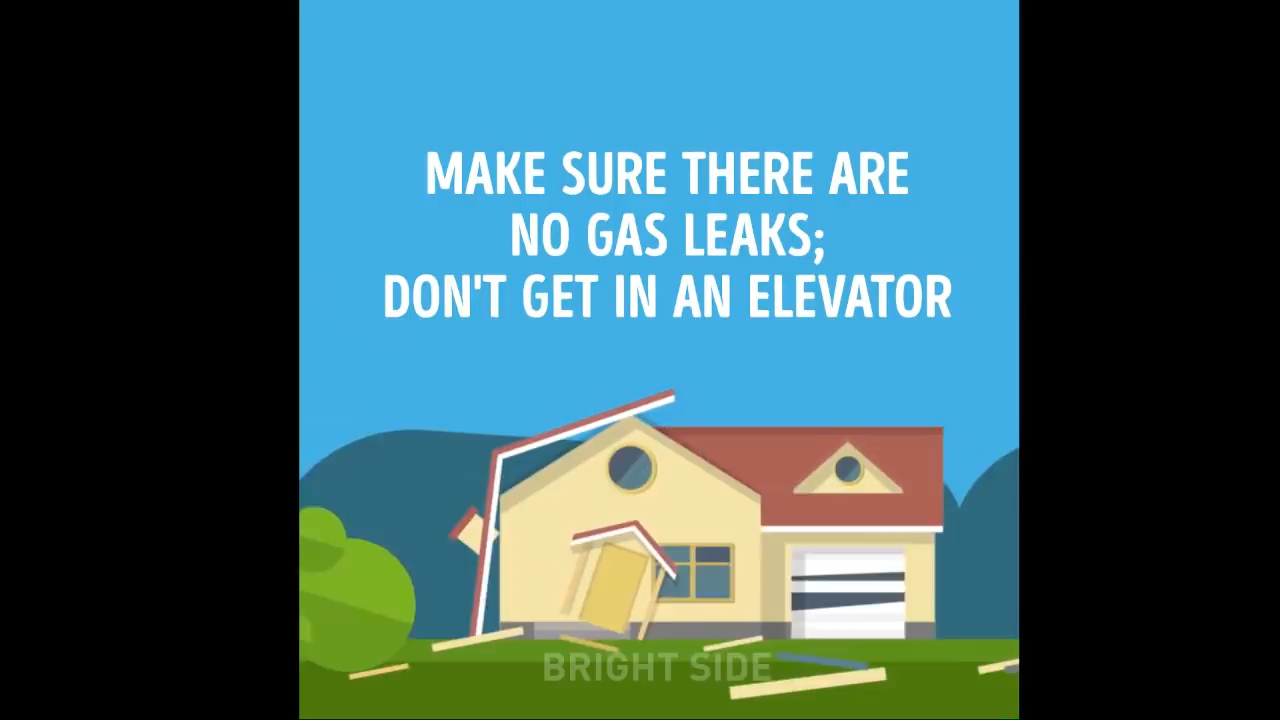 MAKE SURE THERE ARE
NO GAS LEAKS;
DON'T GET IN AN ELEVATOR
BRIGHT SIDE